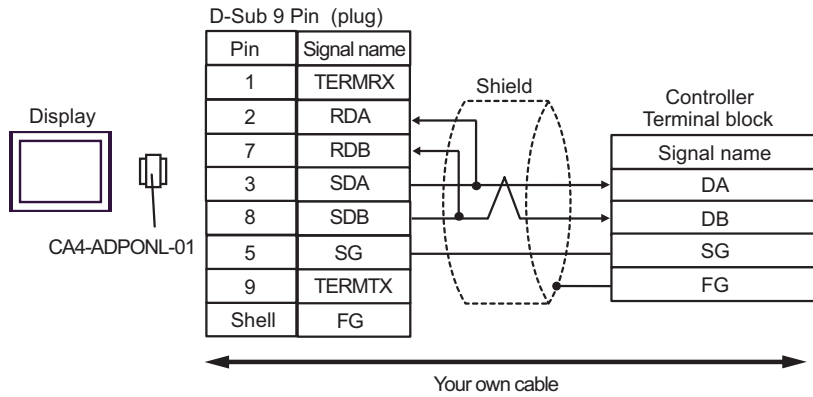 D-Sub 9 Pin (plug)
Pin Signal name
1 TERMRX
2 RDA
7 RDB
3 SDA
8 SDB
5 SG
9 TERMTX
Shell FG
Display
CA4-ADPONL-01
Shield
Controller
Terminal block
Signal name
DA
DB
SG
FG
Your own cable